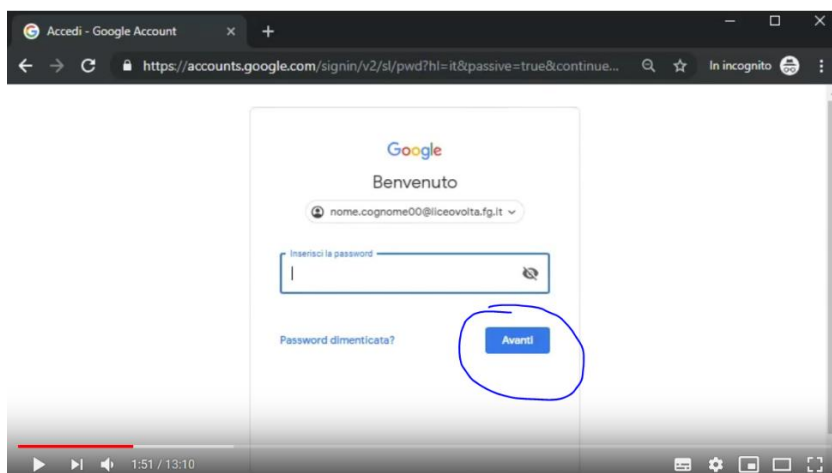 Accedi - Google Account
https://accounts.google.com/signin/v2/sl/pwd?hl=it&passive=true&continue...
In incognito
Google
Benvenuto
nome.cognome00@liceovolta.fg.it
Inserisci la password
Password dimenticata?
Avanti
1:51 / 13:10